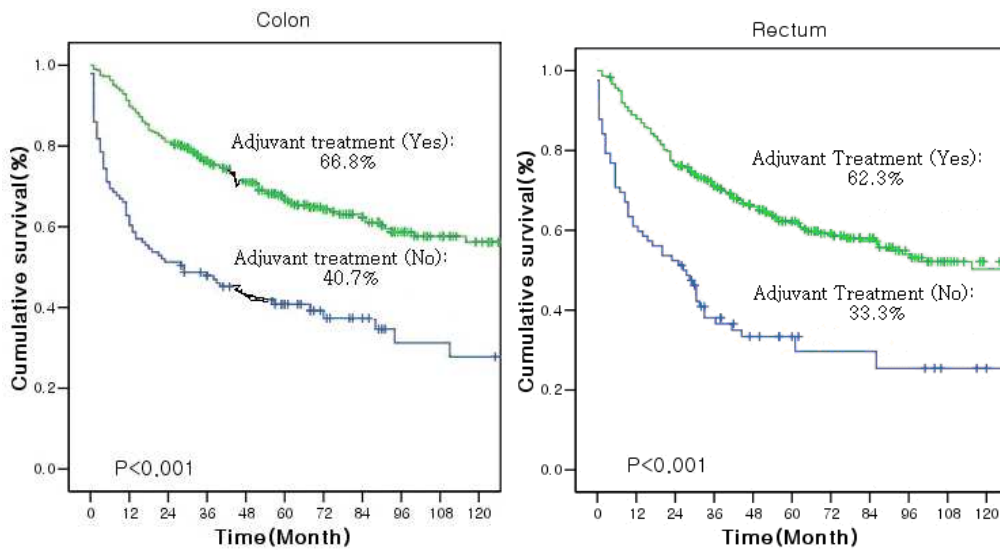 Colon
Cumulative survival(%)
1.0
0.8
0.6
0.4
0.2
0.0
Adjuvant treatment (Yes):
66.8%
Adjuvant treatment (No):
40.7%
P<0.001
0 12 24 36 48 60 72 84 96 108 120
Time(Month)
Rectum
Cumulative survival(%)
1.0
0.8
0.6
0.4
0.2
0.0
Adjuvant Treatment (Yes):
62.3%
Adjuvant Treatment (No):
33.3%
P<0.001
0 12 24 36 48 60 72 84 96 108 120
Time(Month)